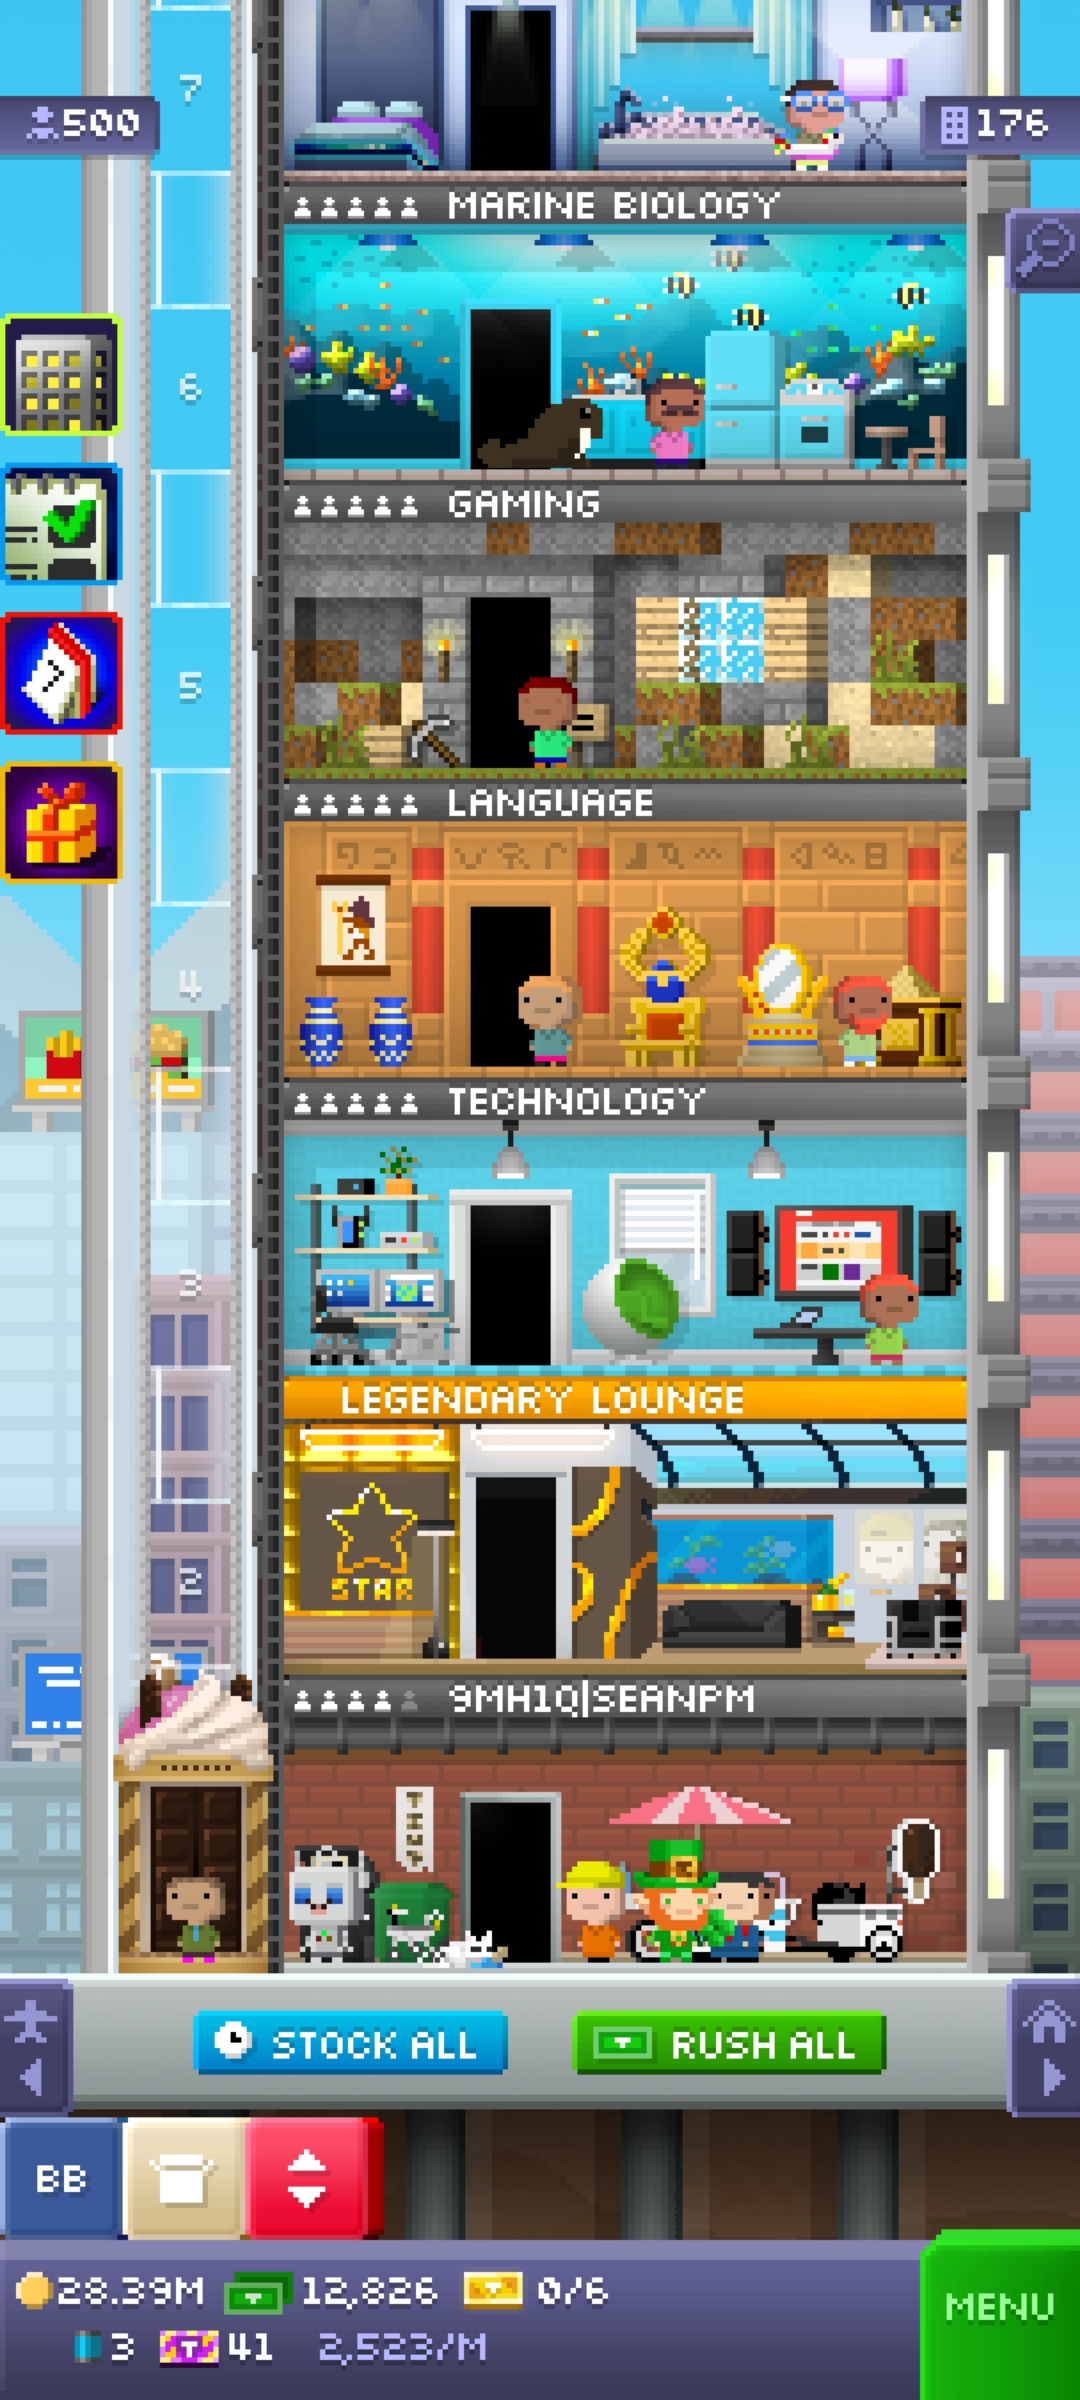 7
500
176
MARINE BIOLOGY
6
GAMING
5
LANGUAGE
4
TECHNOLOGY
3
LEGENDARY LOUNGE
STAR
2
9MH1Q|SEANPM
STOCK ALL
RUSH ALL
BB
28.39M 12,826 0/6
MENU
3 41 2,523/M